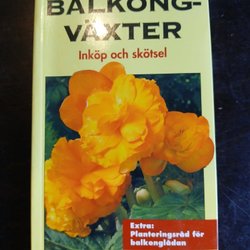 BALKONG-
VÄXTER
Inköp och skötsel
Extra:
Planteringsråd för
balkonglådan